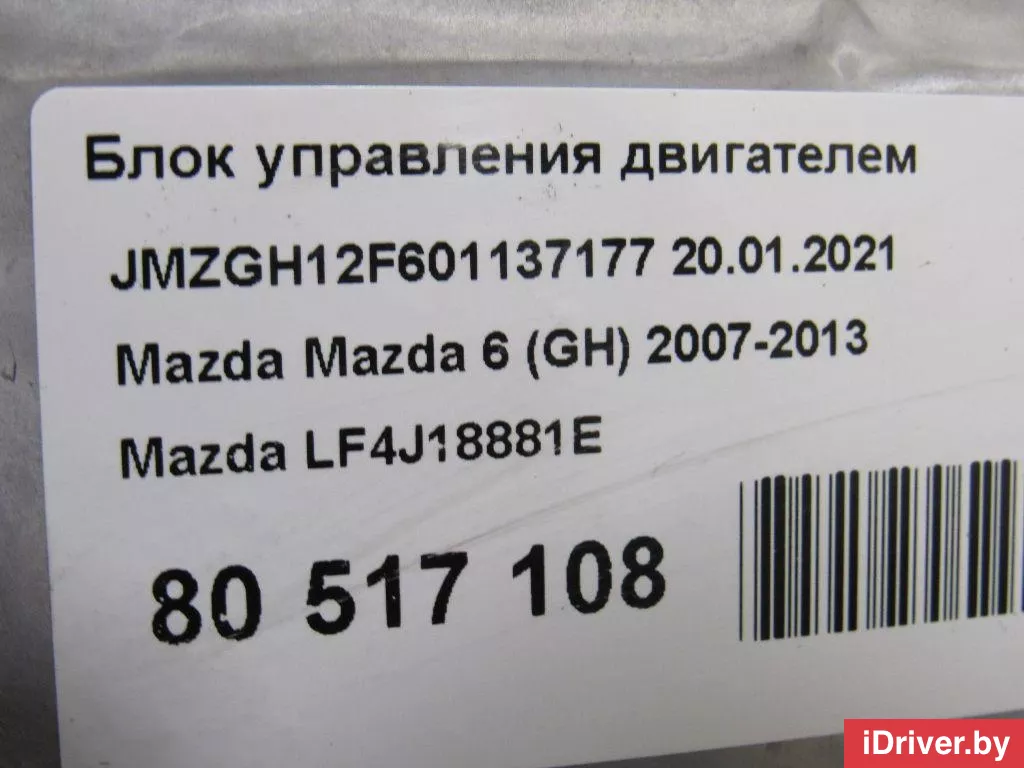 Блок управления двигателем
JMZGH12F601137177 20.01.2021
Mazda Mazda 6 (GH) 2007-2013
Mazda LF4J18881E
80 517 108
iDriver.by